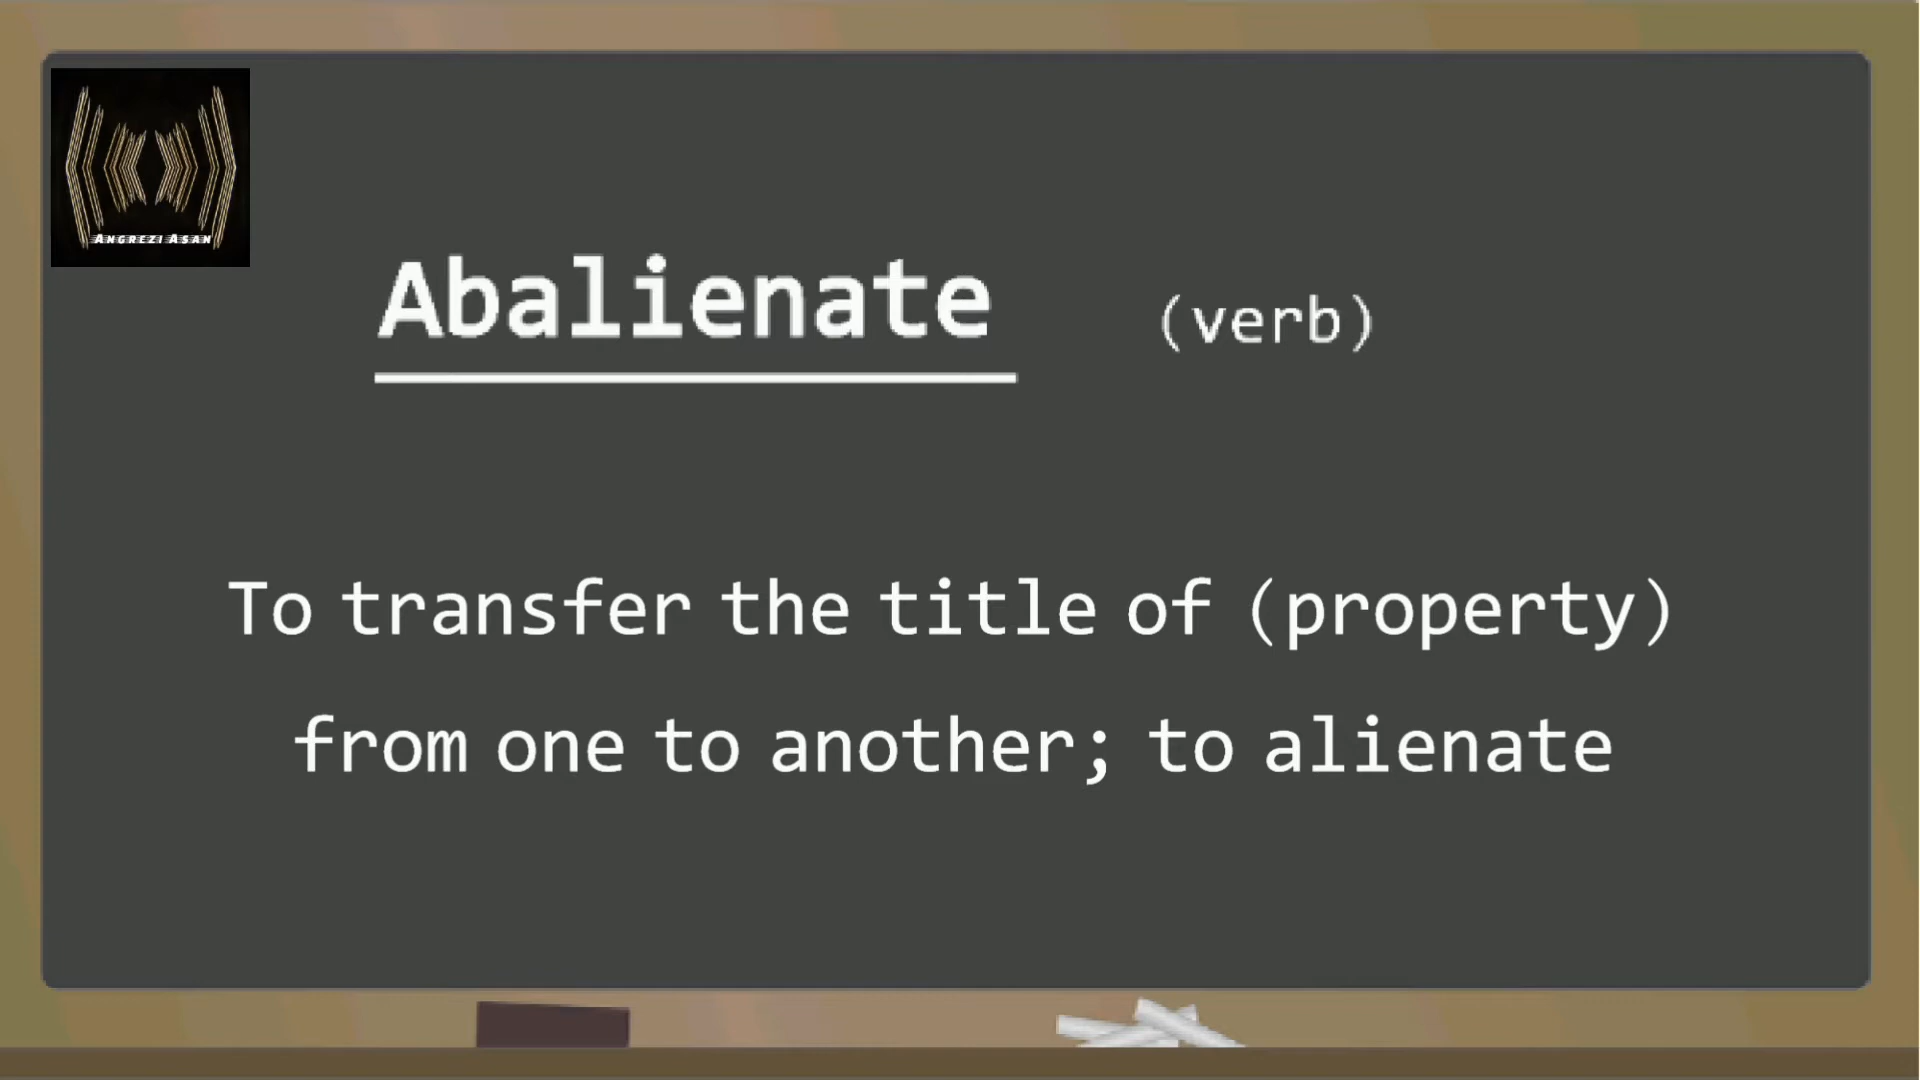 ANGREZI ASAN
Abalienate (verb)
To transfer the title of (property)
from one to another; to alienate